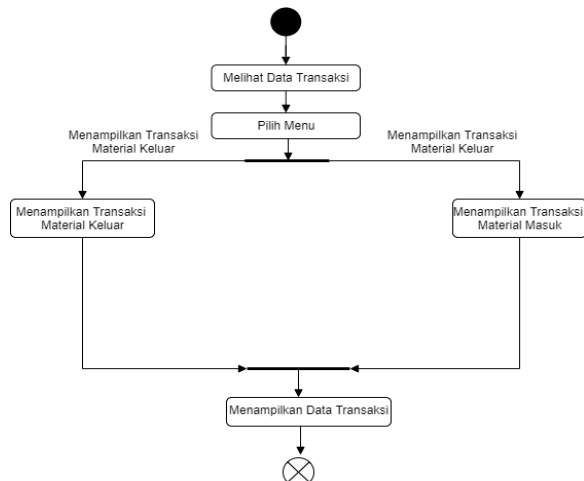 Melihat Data Transaksi
Pilih Menu
Menampilkan Transaksi
Material Keluar
Menampilkan Transaksi
Material Keluar
Menampilkan Transaksi
Material Keluar
Menampilkan Transaksi
Material Masuk
Menampilkan Data Transaksi